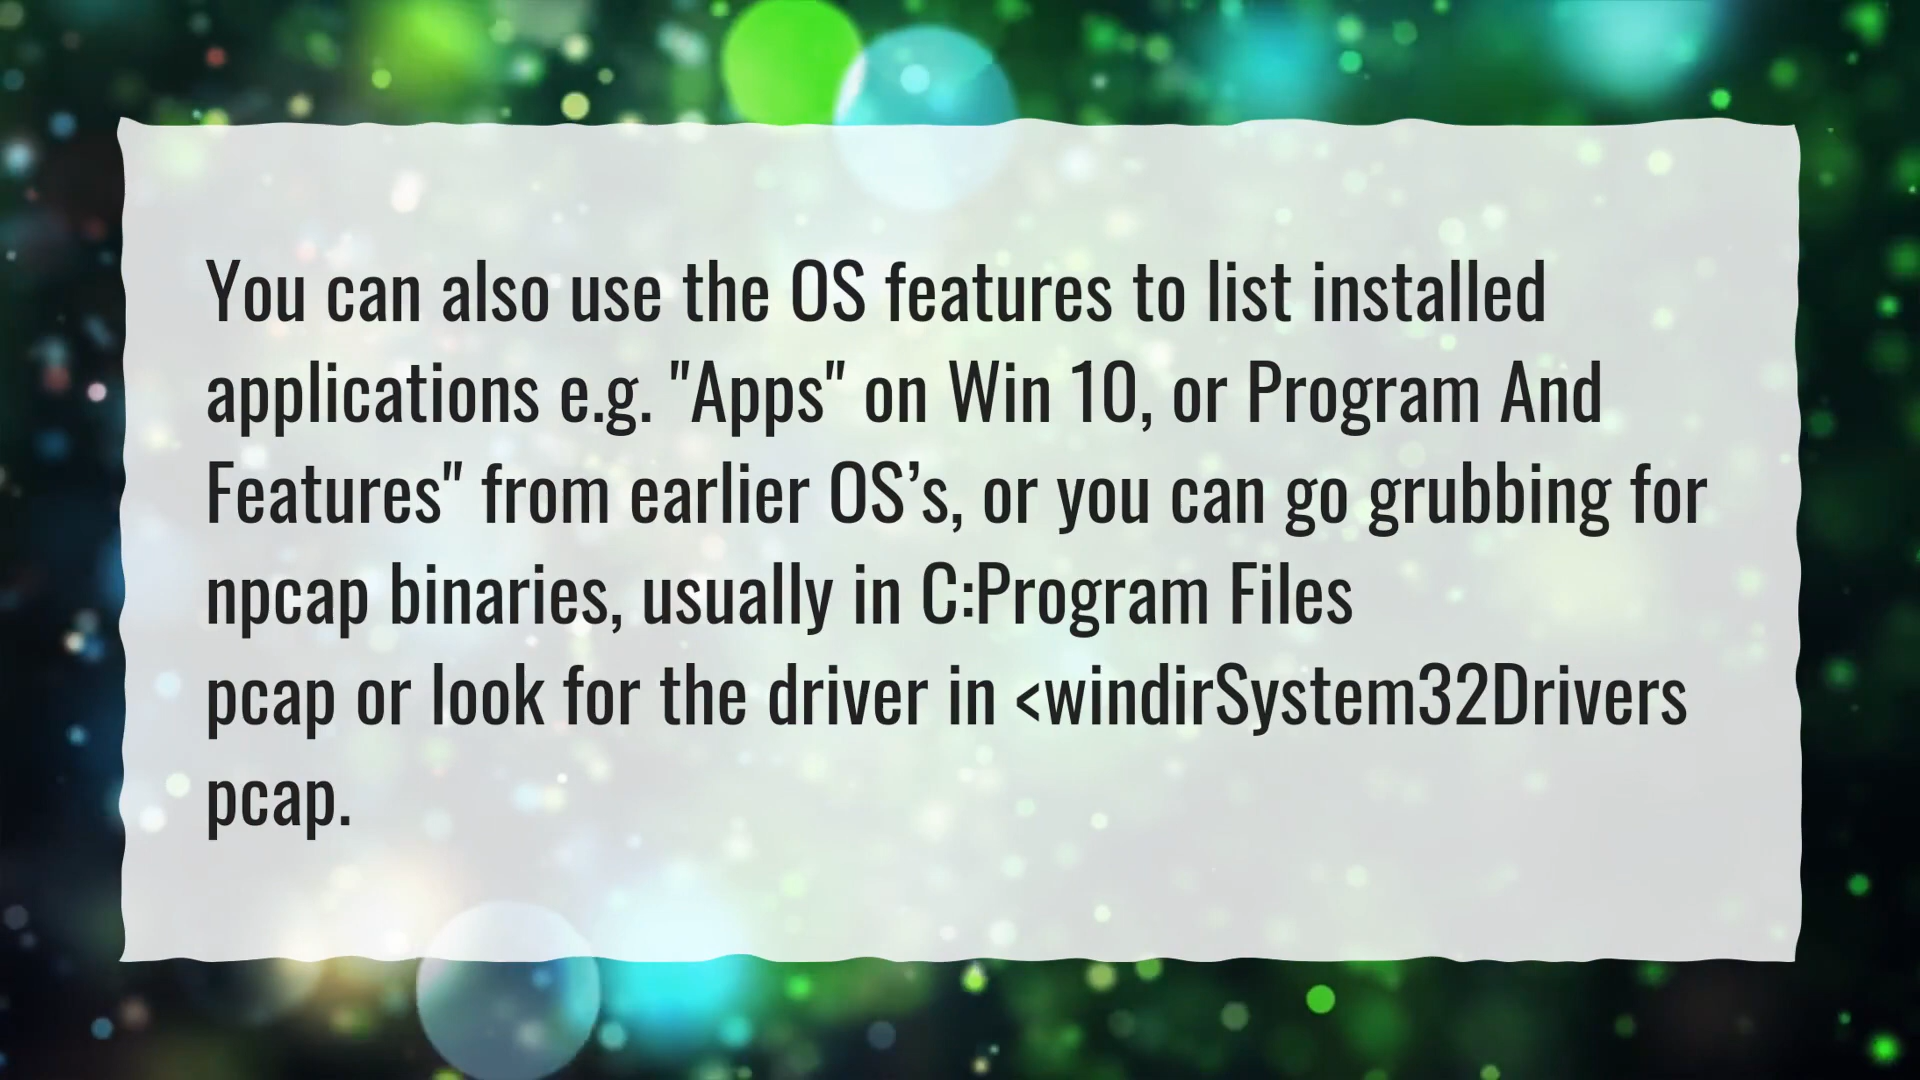 You can also use the OS features to list installed
applications e.g. "Apps" on Win 10, or Program And
Features" from earlier OS’s, or you can go grubbing for
npcap binaries, usually in C:Program Files
pcap or look for the driver in <windirSystem32Drivers
pcap.